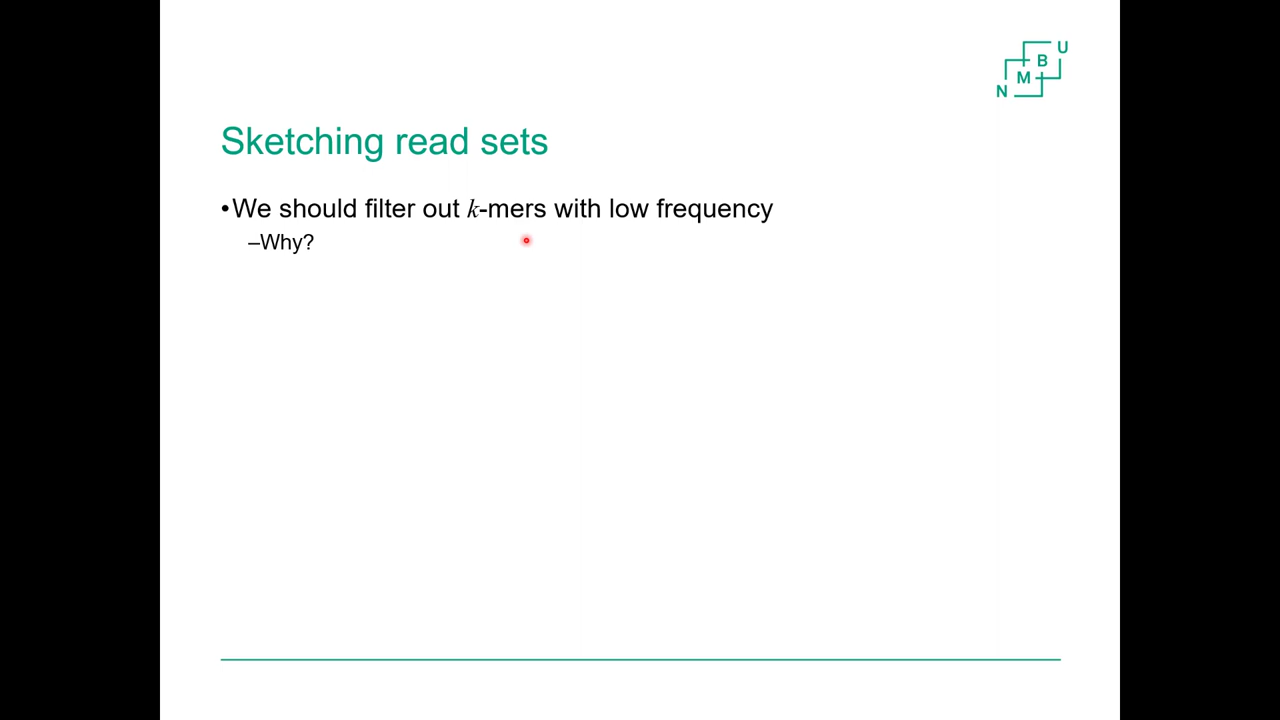 N M B U
Sketching read sets
•We should filter out k-mers with low frequency
–Why?